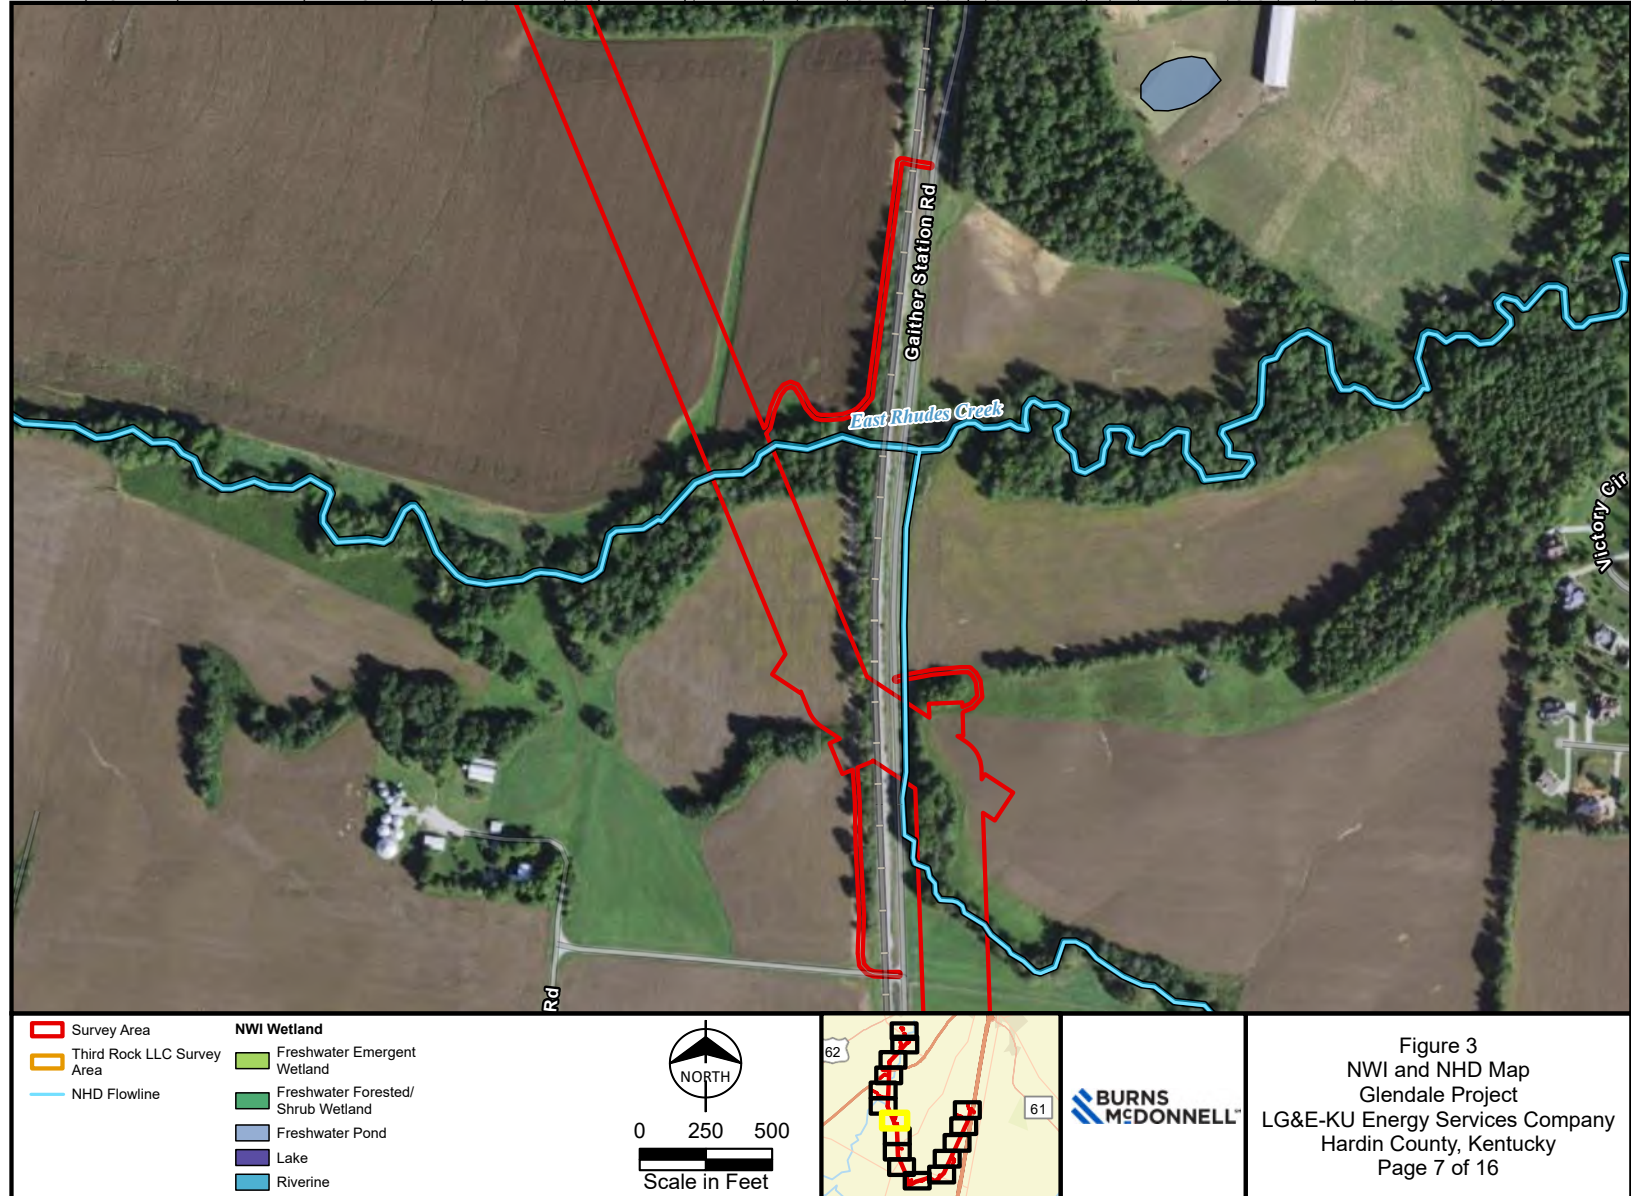 Gaither Station Rd
East Rhudes Creek
Victory Cir
Rd
Survey Area
Third Rock LLC Survey
Area
NHD Flowline
NWI Wetland
Freshwater Emergent
Wetland
Freshwater Forested/
Shrub Wetland
Freshwater Pond
Lake
Riverine
NORTH
0 250 500
Scale in Feet
62
61
BURNS
McDONNELL
Figure 3
NWI and NHD Map
Glendale Project
LG&E-KU Energy Services Company
Hardin County, Kentucky
Page 7 of 16